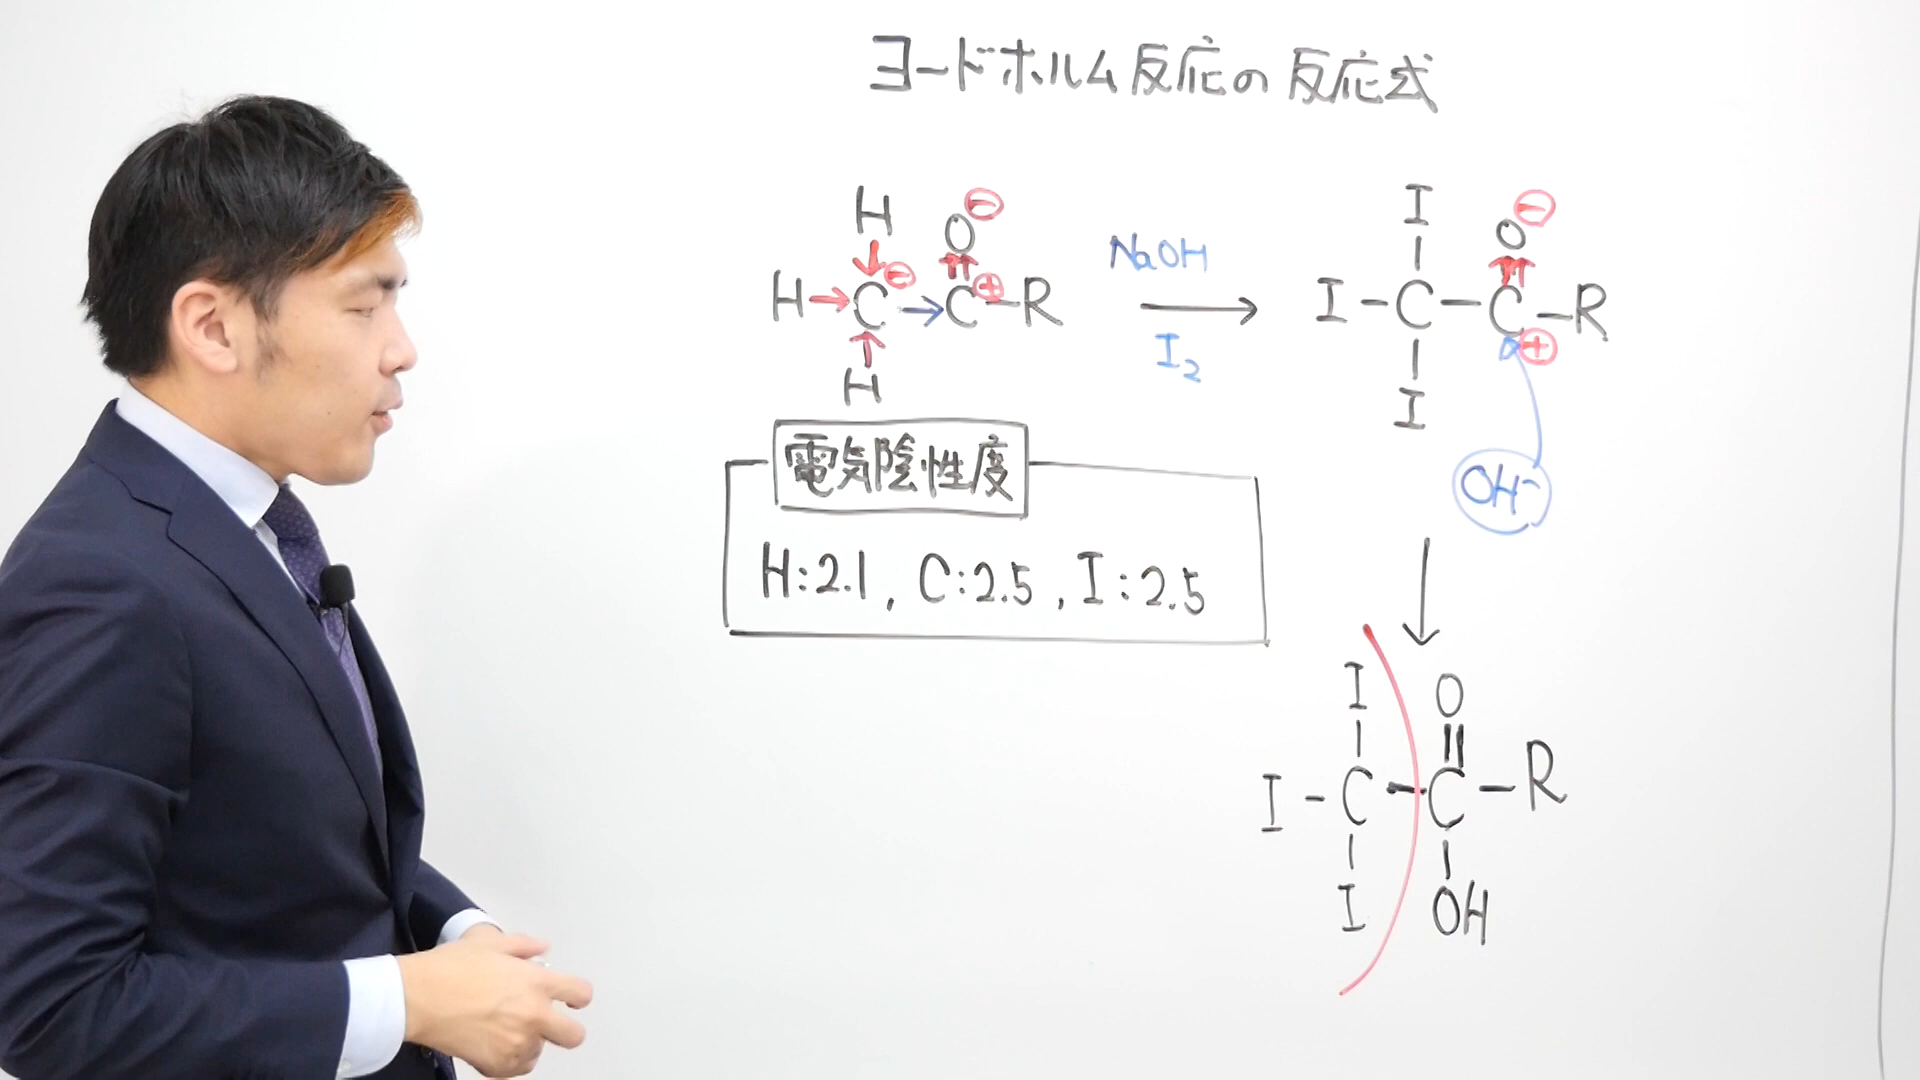 ヨードホルム反応の反応式
H
O ⊖
H→C ⊖ →C ⊕ -R
H
NaOH
I₂
I
O ⊖
I-C-C-R
⊕
I
OH⁻
電気陰性度
H:2.1, C:2.5, I:2.5
I
O
I-C-C-R
I
OH